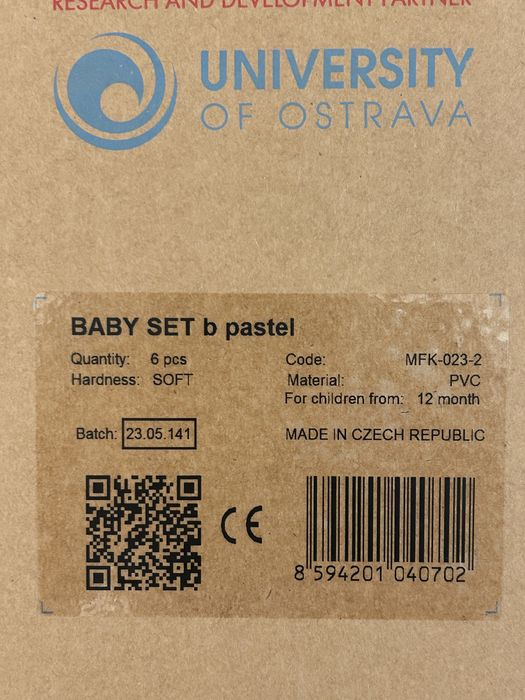 RESEARCH AND DEVELOPMENT PARTNER
UNIVERSITY
OF OSTRAVA
BABY SET b pastel
Quantity: 6 pcs
Hardness: SOFT
Code: MFK-023-2
Material: PVC
For children from: 12 month
Batch: 23.05.141
MADE IN CZECH REPUBLIC
CE
8 594201 040702